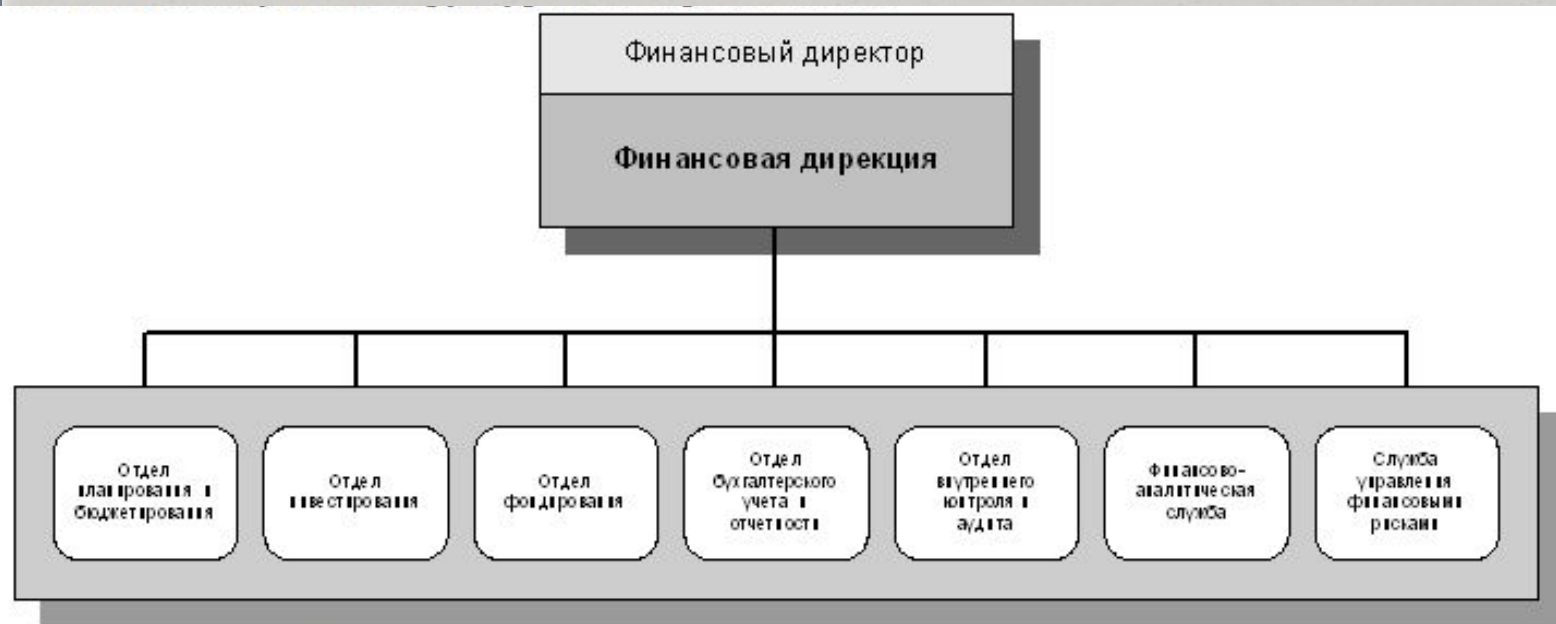 Финансовый директор
Финансовая дирекция
Отдел
планирования и
бюджетирования
Отдел
инвестирования
Отдел
фондирования
Отдел
бухгалтерского
учета и
отчетности
Отдел
внутреннего
контроля и
аудита
Финансово-
аналитическая
служба
Служба
управления
финансовыми
рисками